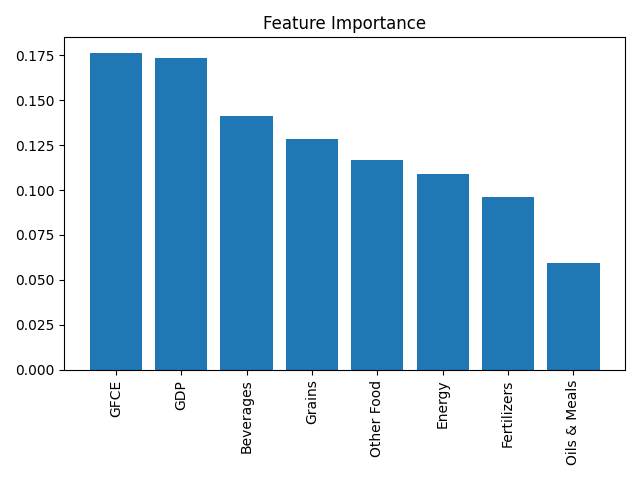 Feature Importance
0.175
0.150
0.125
0.100
0.075
0.050
0.025
0.000
GFCE
GDP
Beverages
Grains
Other Food
Energy
Fertilizers
Oils & Meals